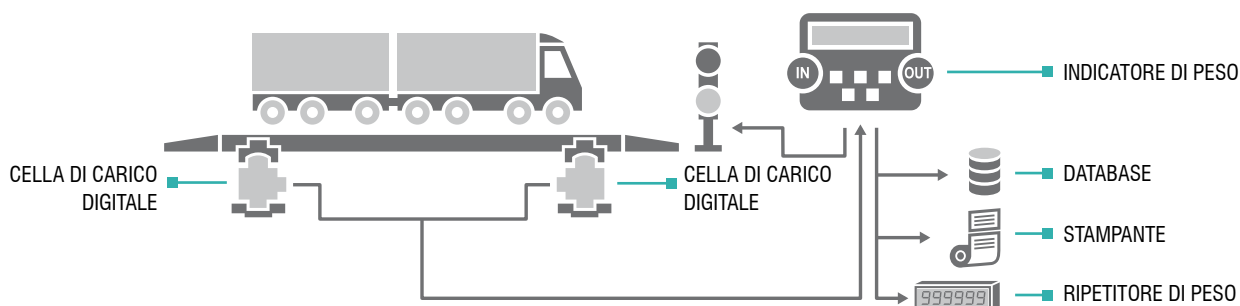 IN
OUT
INDICATORE DI PESO
CELLA DI CARICO
DIGITALE
CELLA DI CARICO
DIGITALE
DATABASE
STAMPANTE
999999
RIPETITORE DI PESO